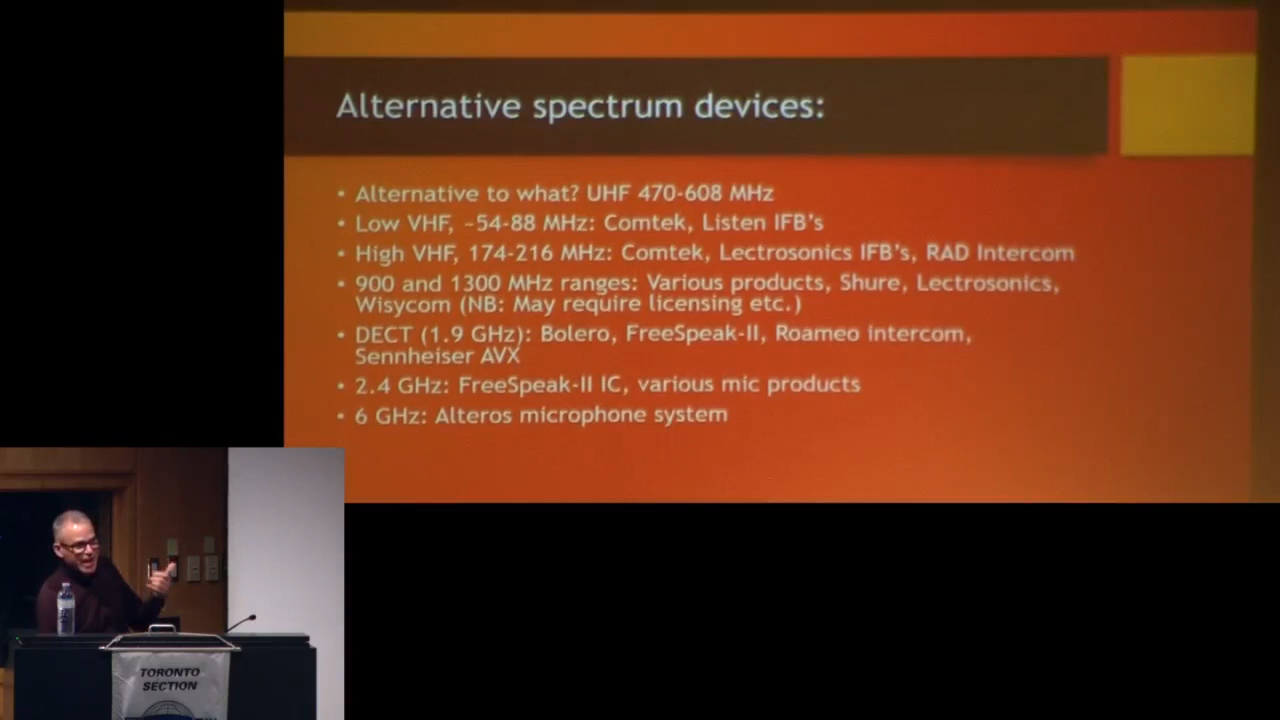 Alternative spectrum devices:
• Alternative to what? UHF 470-608 MHz
• Low VHF, ~54-88 MHz: Comtek, Listen IFB's
• High VHF, 174-216 MHz: Comtek, Lectrosonics IFB's, RAD Intercom
• 900 and 1300 MHz ranges: Various products, Shure, Lectrosonics,
Wisycom (NB: May require licensing etc.)
• DECT (1.9 GHz): Bolero, FreeSpeak-II, Roameo intercom,
Sennheiser AVX
• 2.4 GHz: FreeSpeak-II IC, various mic products
• 6 GHz: Alteros microphone system
TORONTO
SECTION